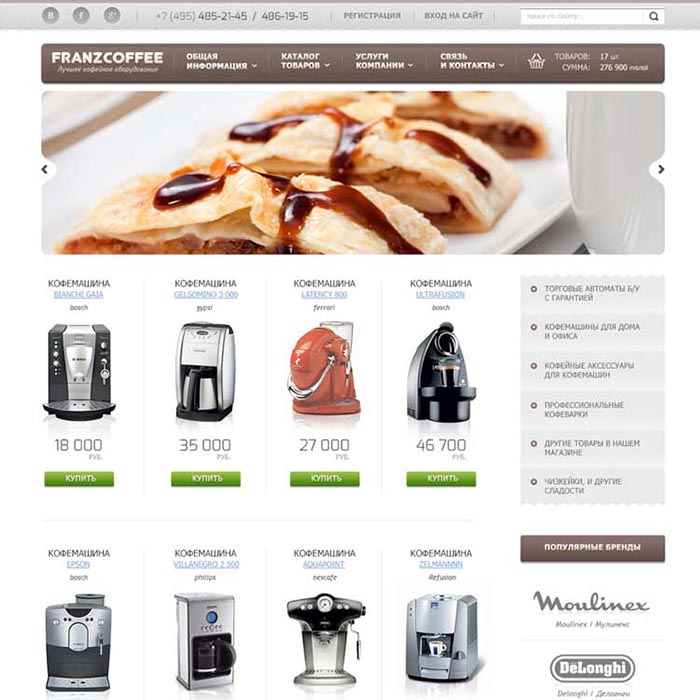 +7 (495) 485-21-45 / 486-19-15
РЕГИСТРАЦИЯ
ВХОД НА САЙТ
поиск по сайту...
FRANZCOFFEE
Лучшее кофейное оборудование
ОБЩАЯ
ИНФОРМАЦИЯ
КАТАЛОГ
ТОВАРОВ
УСЛУГИ
КОМПАНИИ
СВЯЗЬ
И КОНТАКТЫ
ТОВАРОВ: 17 шт.
СУММА: 276 900 рублей
КОФЕМАШИНА
BIANCHI GAIA
bosch
18 000
РУБ.
КУПИТЬ
КОФЕМАШИНА
GELSOMINO 3 000
35 000
РУБ.
КУПИТЬ
КОФЕМАШИНА
LATENCY 800
ferrari
27 000
РУБ.
КУПИТЬ
КОФЕМАШИНА
ULTRAFUSION
bosch
46 700
РУБ.
КУПИТЬ
ТОРГОВЫЕ АВТОМАТЫ Б/У
С ГАРАНТИЕЙ
КОФЕМАШИНЫ ДЛЯ ДОМА
И ОФИСА
КОФЕЙНЫЕ АКСЕССУАРЫ
ДЛЯ КОФЕМАШИН
ПРОФЕССИОНАЛЬНЫЕ
КОФЕВАРКИ
ДРУГИЕ ТОВАРЫ В НАШЕМ
МАГАЗИНЕ
ЧИЗКЕЙКИ, И ДРУГИЕ
СЛАДОСТИ
КОФЕМАШИНА
EPSON
bosch
КОФЕМАШИНА
VILLANEGRO 2 300
philips
КОФЕМАШИНА
AQUAPOINT
nescafe
КОФЕМАШИНА
ZELMANNNN
Refusion
ПОПУЛЯРНЫЕ БРЕНДЫ
Moulinex
Moulinex / Мулинекс
DeLonghi
Delonghi / Делонги